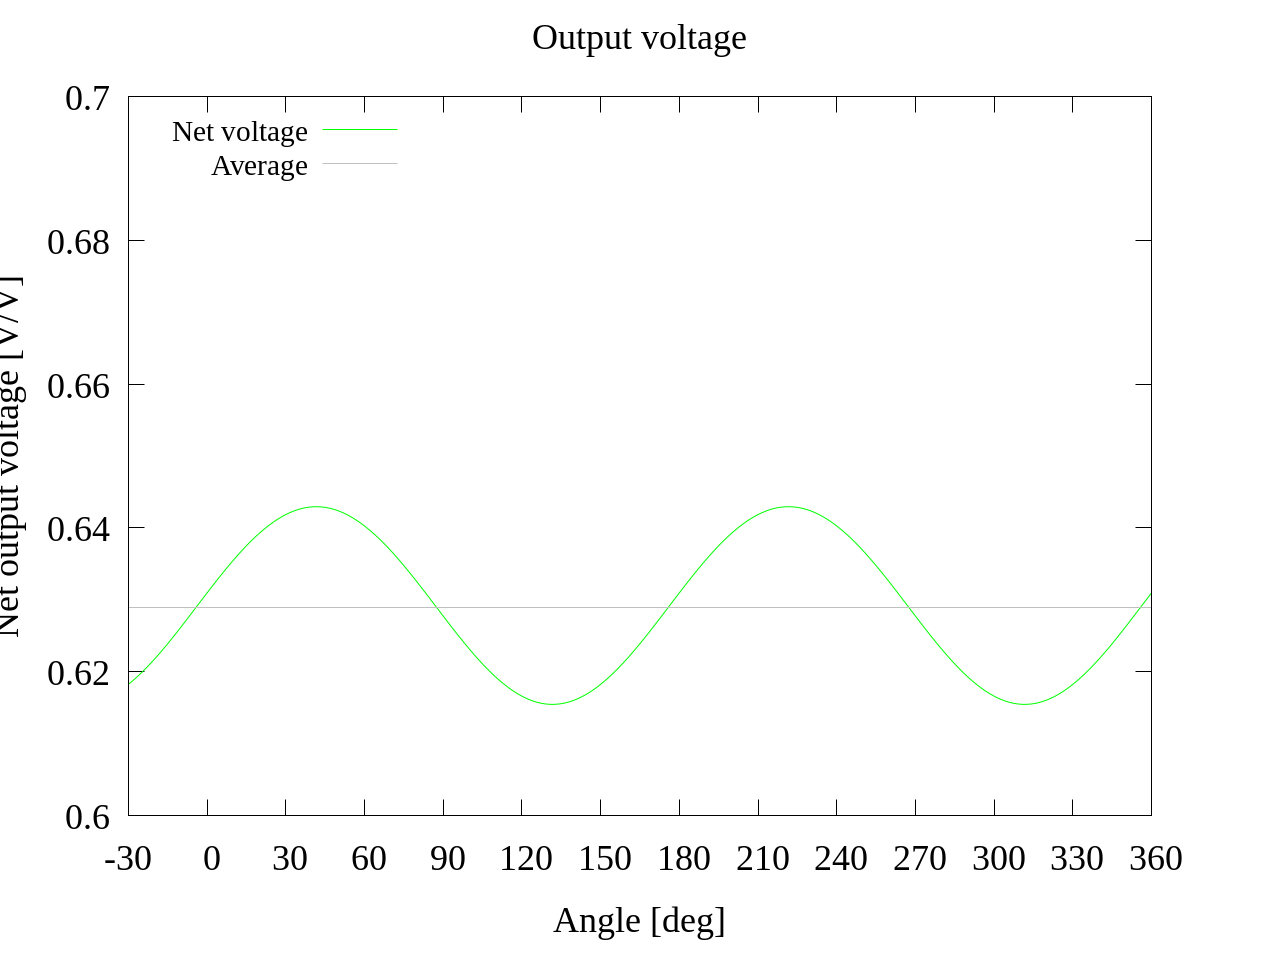 Output voltage
Net voltage
Average
0.7
0.68
0.66
0.64
0.62
0.6
Net output voltage [V/V]
-30 0 30 60 90 120 150 180 210 240 270 300 330 360
Angle [deg]